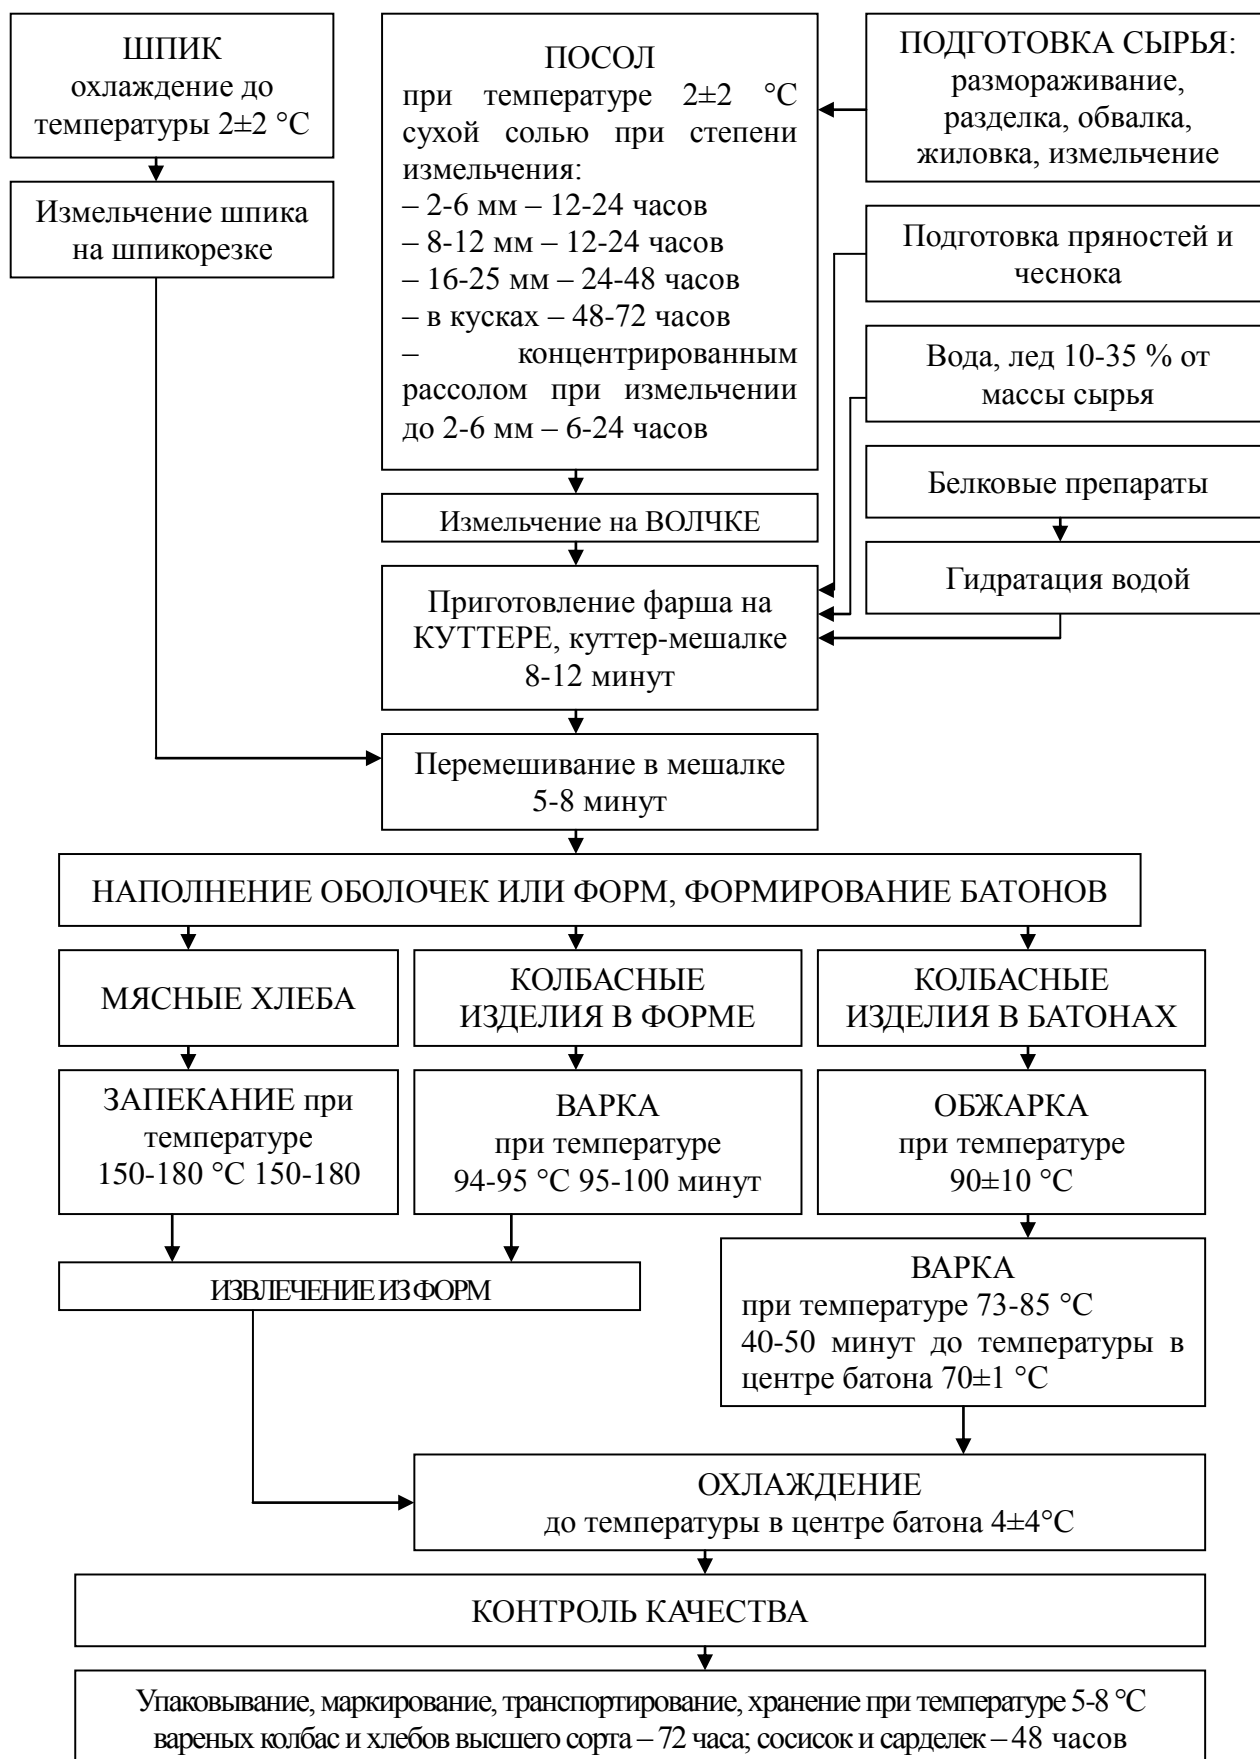 ШПИК
охлаждение до
температуры 2±2 °С
Измельчение шпика
на шпикорезке
ПОСОЛ
при температуре 2±2 °С
сухой солью при степени
измельчения:
– 2-6 мм – 12-24 часов
– 8-12 мм – 12-24 часов
– 16-25 мм – 24-48 часов
– в кусках – 48-72 часов
– концентрированным
рассолом при измельчении
до 2-6 мм – 6-24 часов
ПОДГОТОВКА СЫРЬЯ:
размораживание,
разделка, обвалка,
жиловка, измельчение
Подготовка пряностей и
чеснока
Вода, лед 10-35 % от
массы сырья
Белковые препараты
Гидратация водой
Измельчение на ВОЛЧКЕ
Приготовление фарша на
КУТТЕРЕ, куттер-мешалке
8-12 минут
Перемешивание в мешалке
5-8 минут
НАПОЛНЕНИЕ ОБОЛОЧЕК ИЛИ ФОРМ, ФОРМИРОВАНИЕ БАТОНОВ
МЯСНЫЕ ХЛЕБА
КОЛБАСНЫЕ
ИЗДЕЛИЯ В ФОРМЕ
КОЛБАСНЫЕ
ИЗДЕЛИЯ В БАТОНАХ
ЗАПЕКАНИЕ при
температуре
150-180 °С 150-180
ВАРКА
при температуре
94-95 °С 95-100 минут
ОБЖАРКА
при температуре
90±10 °С
ИЗВЛЕЧЕНИЕ ИЗ ФОРМ
ВАРКА
при температуре 73-85 °С
40-50 минут до температуры в
центре батона 70±1 °С
ОХЛАЖДЕНИЕ
до температуры в центре батона 4±4°С
КОНТРОЛЬ КАЧЕСТВА
Упаковывание, маркирование, транспортирование, хранение при температуре 5-8 °С
вареных колбас и хлебов высшего сорта – 72 часа; сосисок и сарделек – 48 часов